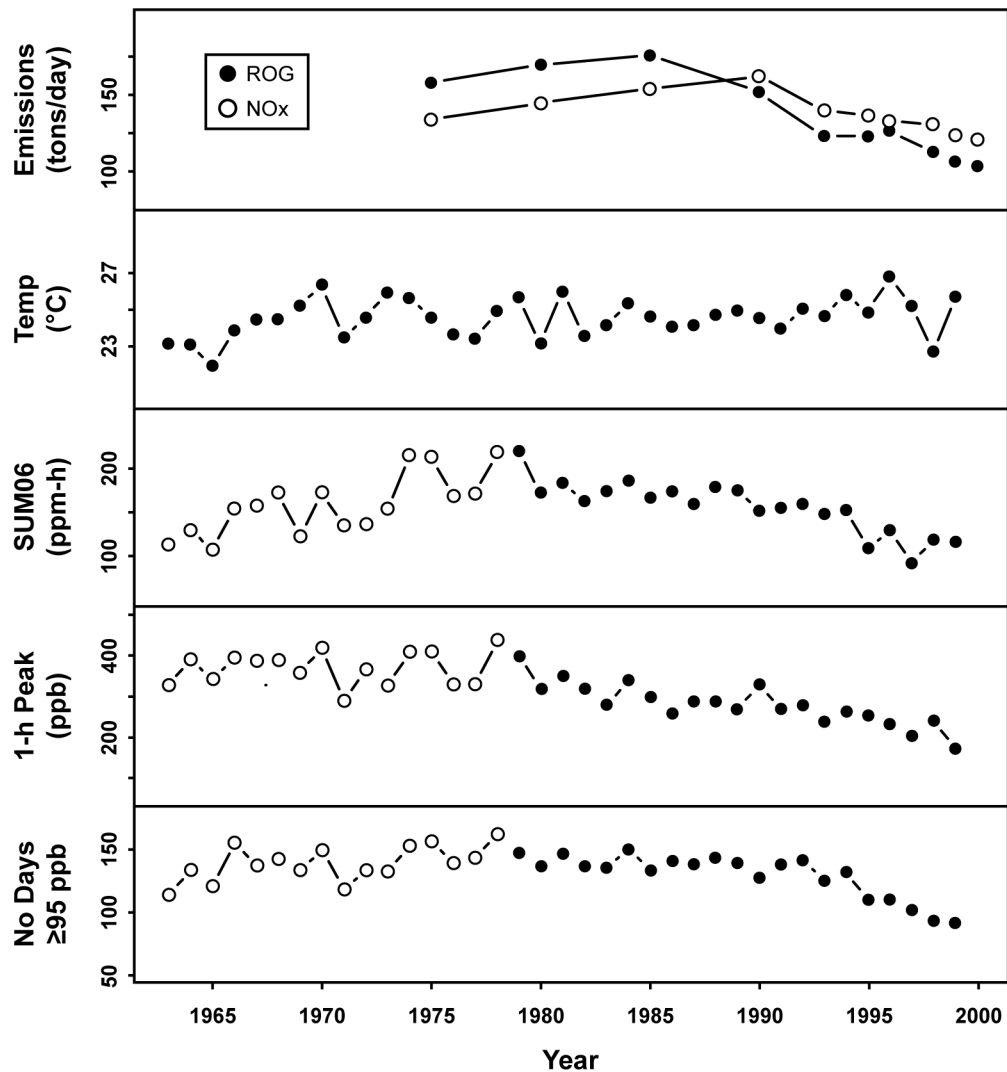 Emissions
(tons/day)
150
100
ROG
NOx
Temp
(°C)
27
23
SUM06
(ppm-h)
200
100
1-h Peak
(ppb)
400
200
No Days
≥95 ppb
150
100
50
1965 1970 1975 1980 1985 1990 1995 2000
Year